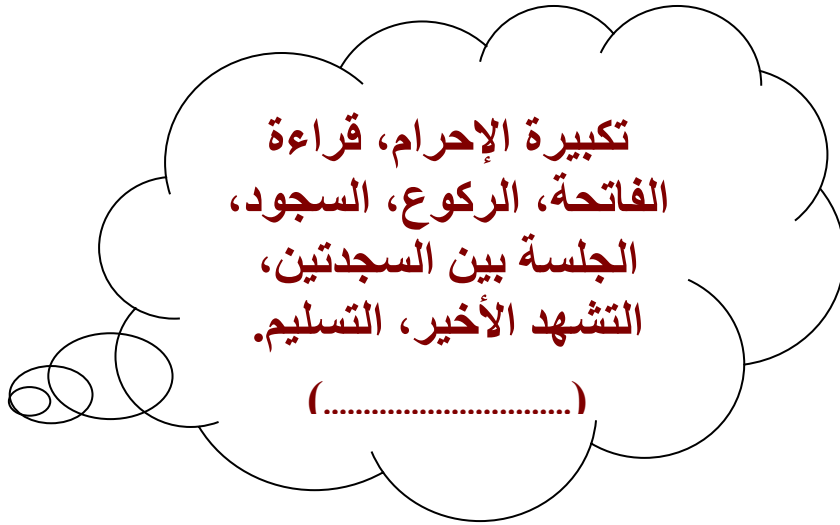 تكبيرة الإحرام، قراءة
الفاتحة، الركوع، السجود،
الجلسة بين السجدتين،
التشهد الأخير، التسليم.
(...............................)